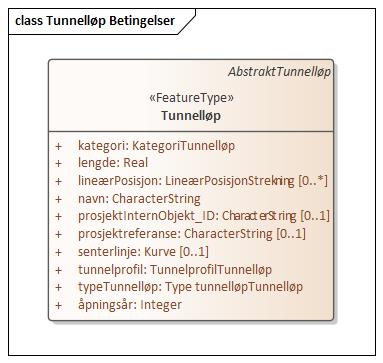 class Tunnelløp Betingelser
AbstraktTunnelløp
«FeatureType»
Tunnelløp
+ kategori: KategoriTunnelløp
+ lengde: Real
+ lineærPosisjon: LineærPosisjonStrekning [0..*]
+ navn: CharacterString
+ prosjektInternObjekt_ID: CharacterString [0..1]
+ prosjektreferanse: CharacterString [0..1]
+ senterlinje: Kurve [0..1]
+ tunnelprofil: TunnelprofilTunnelløp
+ typeTunnelløp: Type tunnelløpTunnelløp
+ åpningsår: Integer